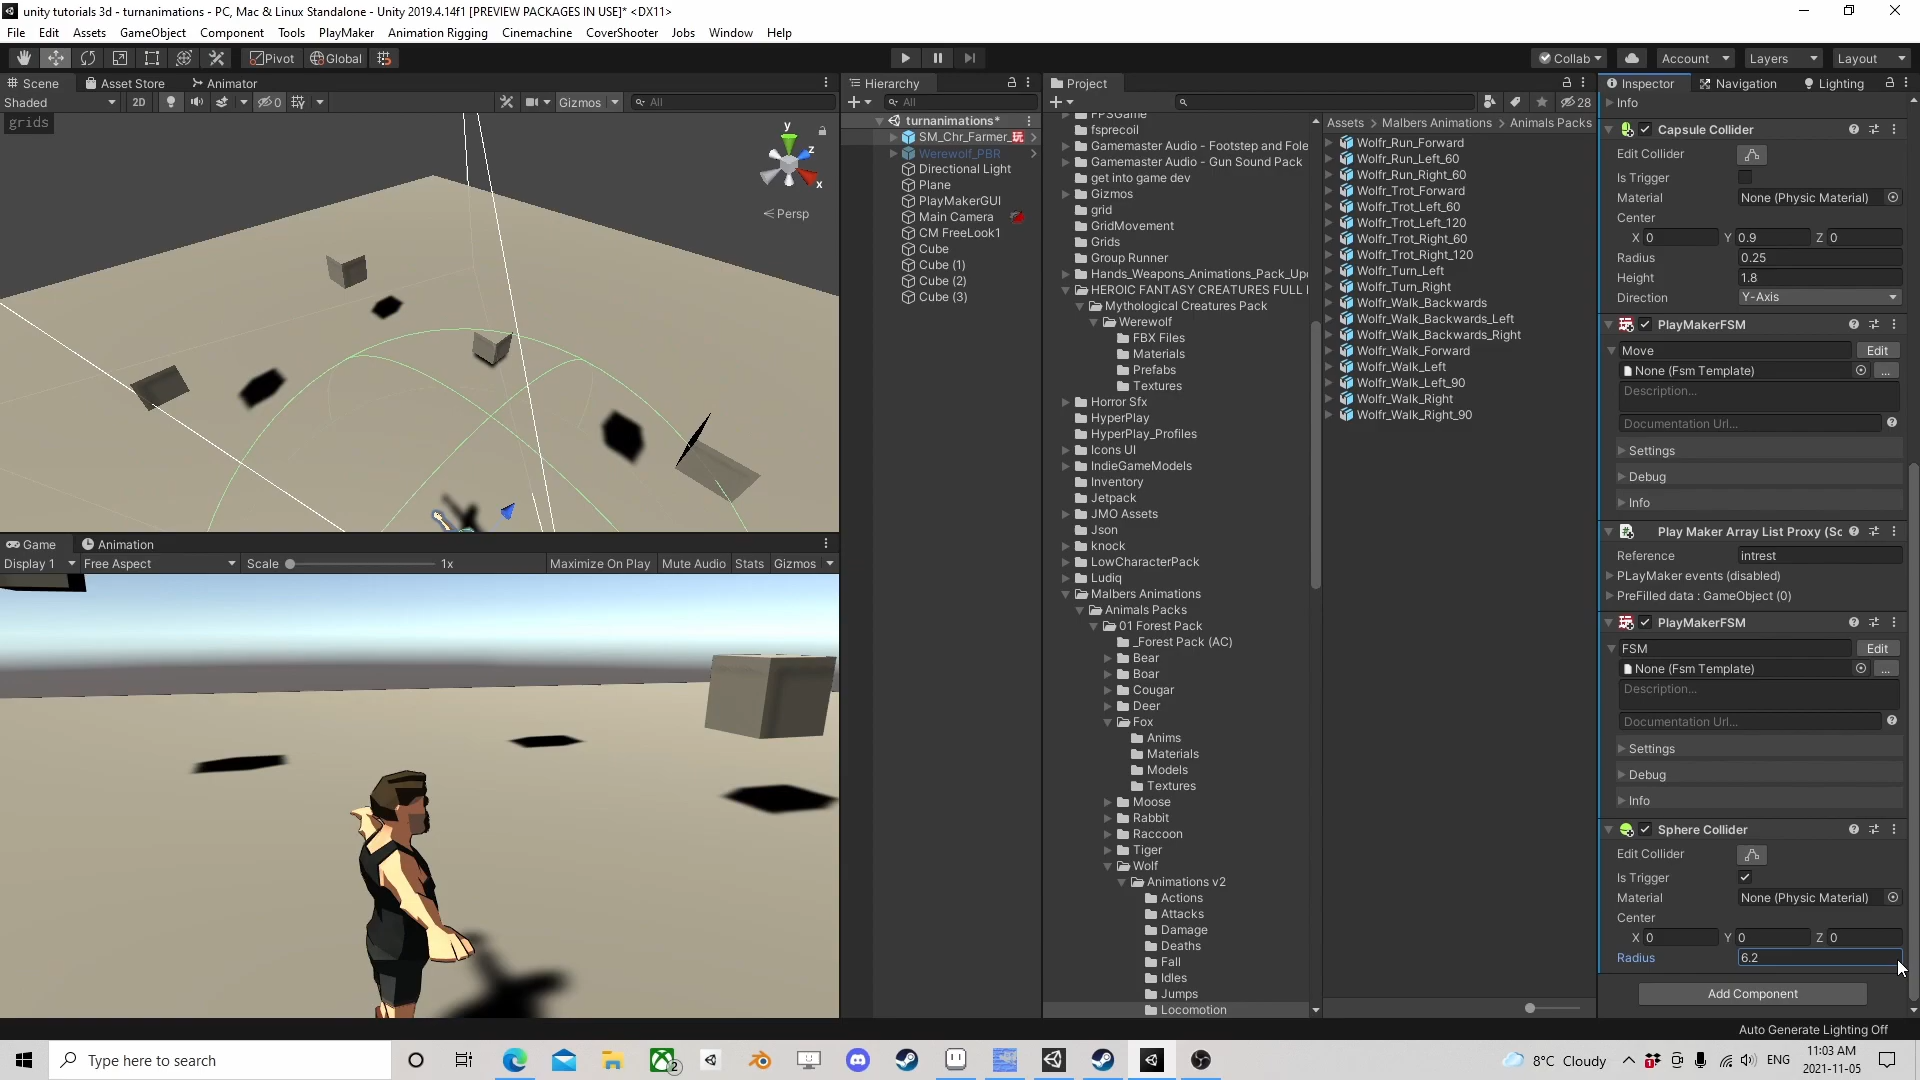 unity tutorials 3d - turnanimations - PC, Mac & Linux Standalone - Unity 2019.4.14f1 [PREVIEW PACKAGES IN USE]* <DX11>
File Edit Assets GameObject Component Tools PlayMaker Animation Rigging Cinemachine CoverShooter Jobs Window Help
Pivot Global Collab Account Layers Layout
Scene Asset Store Animator
Shaded 2D 0 Gizmos All
grids
y
z
x
Persp
Game Animation
Display 1 Free Aspect Scale 1x Maximize On Play Mute Audio Stats Gizmos
Hierarchy
All
turnanimations*
SM_Chr_Farmer_
Werewolf_PBR
Directional Light
Plane
PlayMakerGUI
Main Camera
CM FreeLook1
Cube
Cube (1)
Cube (2)
Cube (3)
Project
28
FPSGame
fsprecoil
Gamemaster Audio - Footstep and Fole
Gamemaster Audio - Gun Sound Pack
get into game dev
Gizmos
grid
GridMovement
Grids
Group Runner
Hands_Weapons_Animations_Pack_Upd
HEROIC FANTASY CREATURES FULL
Mythological Creatures Pack
Werewolf
FBX Files
Materials
Prefabs
Textures
Horror Sfx
HyperPlay
HyperPlay_Profiles
Icons UI
IndieGameModels
Inventory
Jetpack
JMO Assets
Json
knock
LowCharacterPack
Ludiq
Malbers Animations
Animals Packs
01 Forest Pack
_Forest Pack (AC)
Bear
Boar
Cougar
Deer
Fox
Anims
Materials
Models
Textures
Moose
Rabbit
Raccoon
Tiger
Wolf
Animations v2
Actions
Attacks
Damage
Deaths
Fall
Idles
Jumps
Locomotion
Assets > Malbers Animations > Animals Packs
Wolfr_Run_Forward
Wolfr_Run_Left_60
Wolfr_Run_Right_60
Wolfr_Trot_Forward
Wolfr_Trot_Left_60
Wolfr_Trot_Left_120
Wolfr_Trot_Right_60
Wolfr_Trot_Right_120
Wolfr_Turn_Left
Wolfr_Turn_Right
Wolfr_Walk_Backwards
Wolfr_Walk_Backwards_Left
Wolfr_Walk_Backwards_Right
Wolfr_Walk_Forward
Wolfr_Walk_Left
Wolfr_Walk_Left_90
Wolfr_Walk_Right
Wolfr_Walk_Right_90
Inspector Navigation Lighting
Info
Capsule Collider
Edit Collider
Is Trigger
Material None (Physic Material)
Center
X 0 Y 0.9 Z 0
Radius 0.25
Height 1.8
Direction Y-Axis
PlayMakerFSM
Move Edit
None (Fsm Template) ...
Description...
Documentation Url...
Settings
Debug
Info
Play Maker Array List Proxy (Sc
Reference intrest
PLayMaker events (disabled)
PreFilled data : GameObject (0)
PlayMakerFSM
FSM Edit
None (Fsm Template) ...
Description...
Documentation Url...
Settings
Debug
Info
Sphere Collider
Edit Collider
Is Trigger
Material None (Physic Material)
Center
X 0 Y 0 Z 0
Radius 6.2
Add Component
Auto Generate Lighting Off
Type here to search
2
8°C Cloudy ENG 11:03 AM
2021-11-05